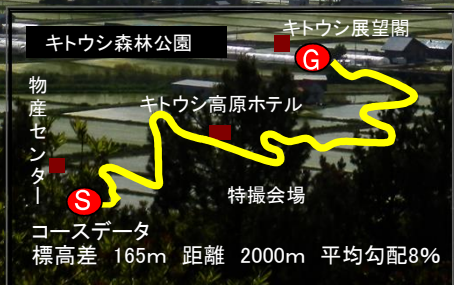 キトウシ森林公園
キトウシ展望閣
G
物産センター
キトウシ高原ホテル
S
特撮会場
コースデータ
標高差 165m 距離 2000m 平均勾配8%